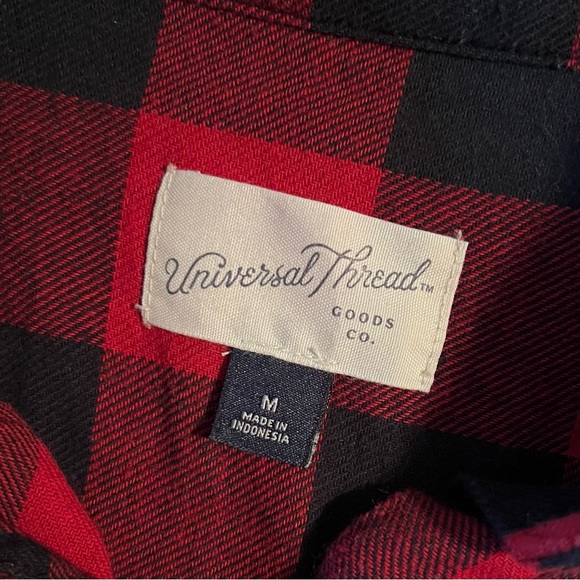 Universal Thread™
GOODS
CO.
M
MADE IN
INDONESIA